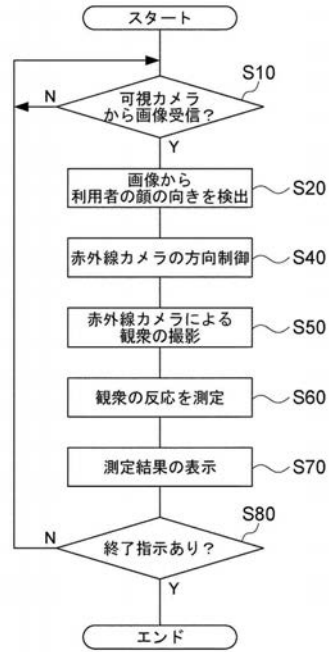 スタート
S10
N
可視カメラ
から画像受信？
Y
画像から
利用者の顔の向きを検出
S20
赤外線カメラの方向制御
S40
赤外線カメラによる
観衆の撮影
S50
観衆の反応を測定
S60
測定結果の表示
S70
S80
N
終了指示あり？
Y
エンド